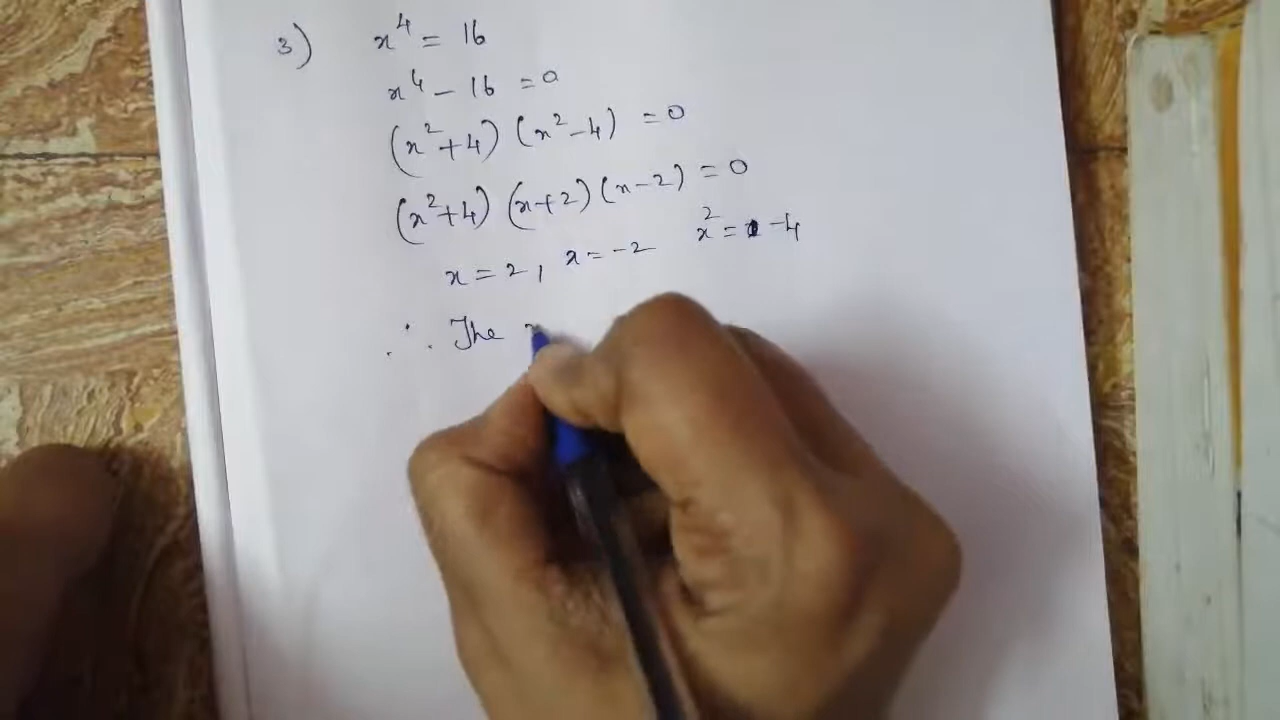 3) x⁴ = 16
x⁴ - 16 = 0
(x²+4) (x²-4) = 0
(x²+4) (x+2) (x-2) = 0
x = 2, x = -2 x² = -4
∴ The